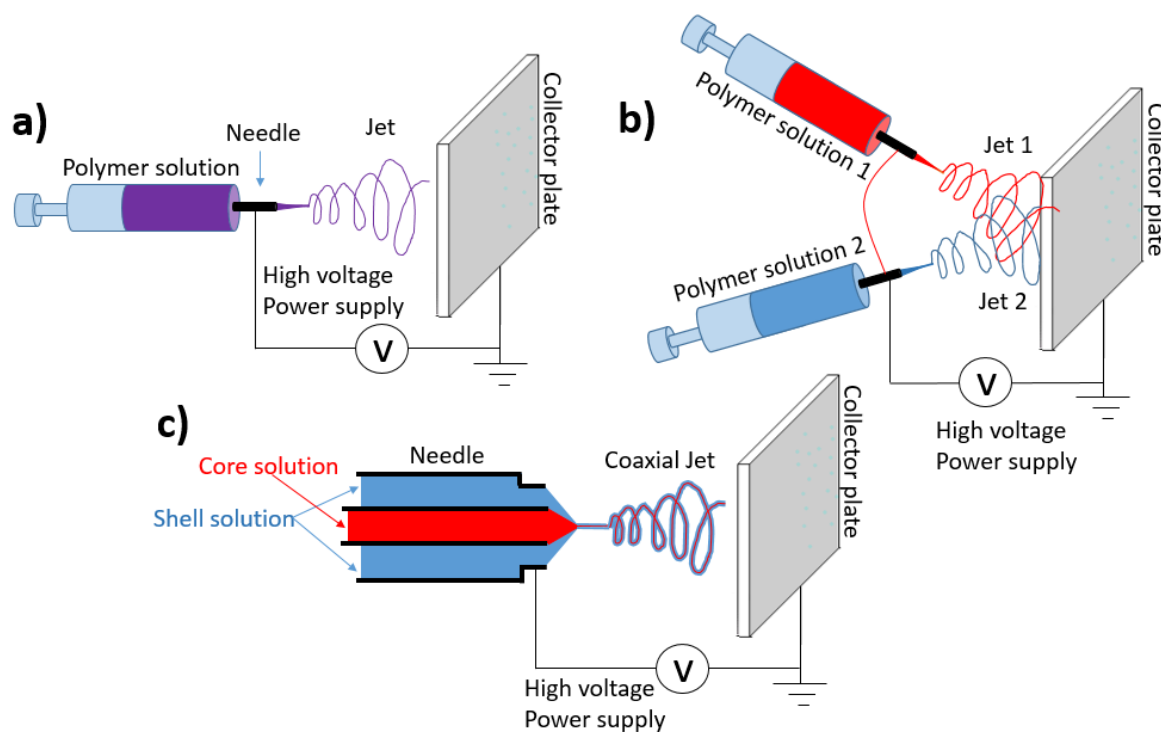 a)
Needle
Jet
Polymer solution
Collector plate
High voltage
Power supply
V
b)
Polymer solution 1
Jet 1
Collector plate
Polymer solution 2
Jet 2
V
High voltage
Power supply
c)
Needle
Coaxial Jet
Collector plate
Core solution
Shell solution
V
High voltage
Power supply